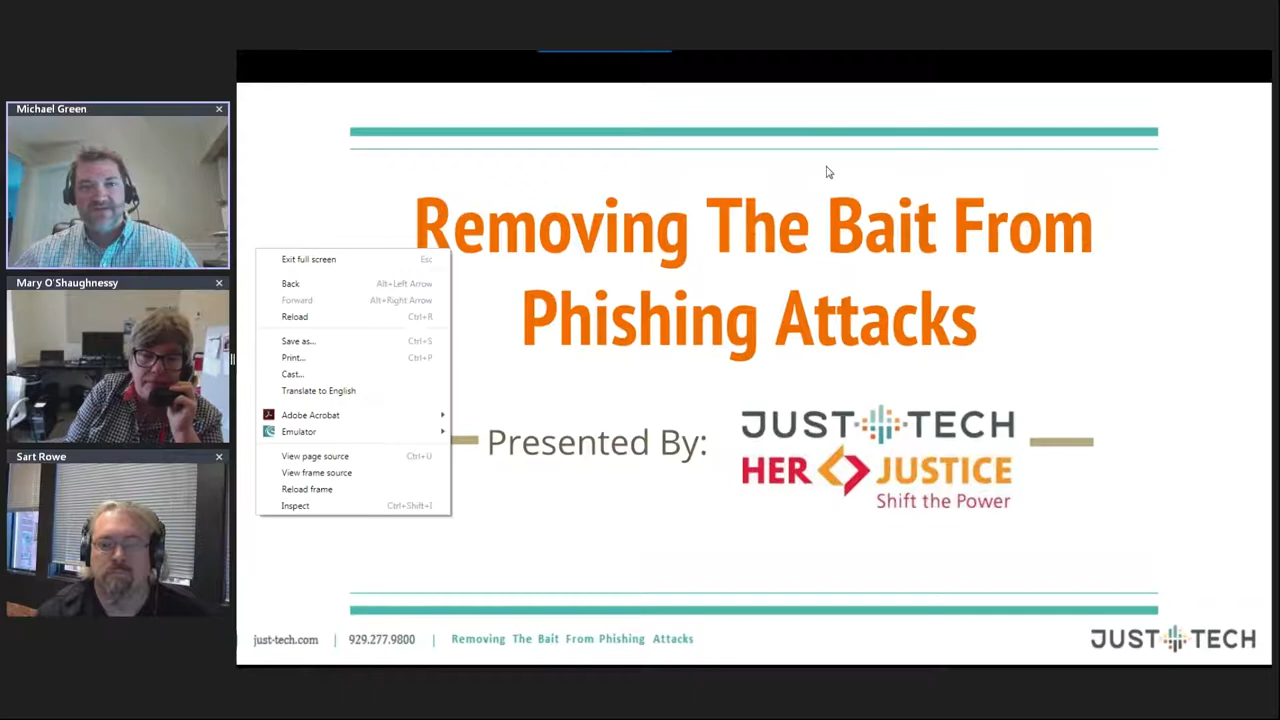 Michael Green
Mary O'Shaughnessy
Sart Rowe
Removing The Bait From
Phishing Attacks
Exit full screen Esc
Back Alt+Left Arrow
Forward Alt+Right Arrow
Reload Ctrl+R
Save as... Ctrl+S
Print... Ctrl+P
Cast...
Translate to English
Adobe Acrobat
Emulator
View page source Ctrl+U
View frame source
Reload frame
Inspect Ctrl+Shift+I
Presented By:
JUST TECH
HER JUSTICE
Shift the Power
just-tech.com | 929.277.9800 | Removing The Bait From Phishing Attacks
JUST TECH